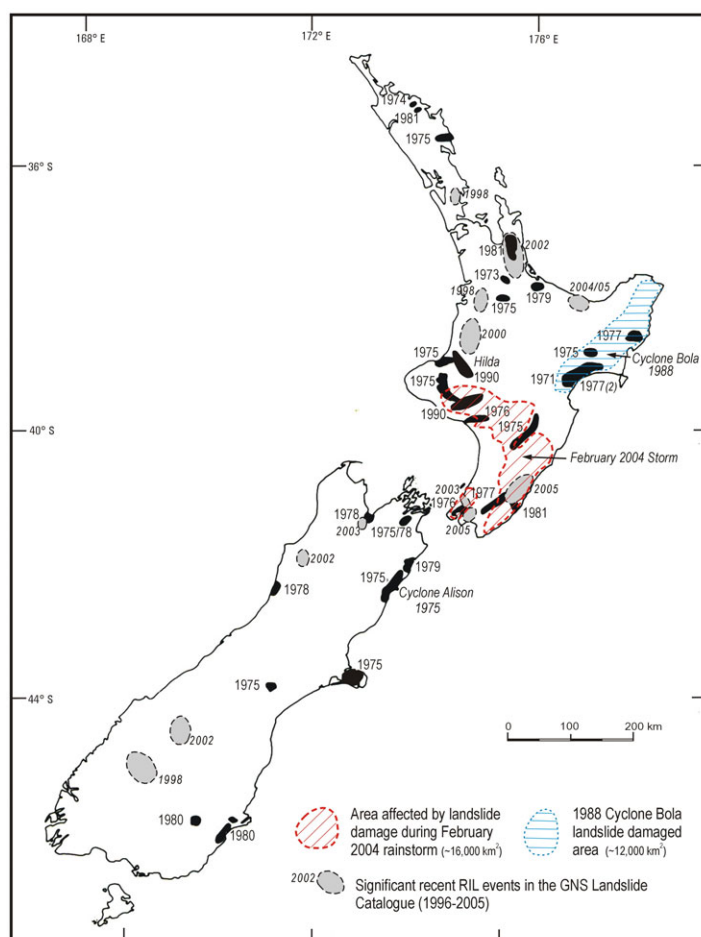 168° E
172° E
176° E
36° S
40° S
44° S
1974
1981
1975
1998
1981
2002
1973
1998
1975
1979
2004/05
2000
1977
1975
Cyclone Bola
1988
1975
Hilda
1990
1971
1977(2)
1975
1990
1976
1975
February 2004 Storm
2003
1977
2005
1976
1981
2005
1978
2003
1975/78
2002
1979
1978
1975
Cyclone Alison
1975
1975
1975
2002
1998
1980
1980
0 100 200 km
Area affected by landslide
damage during February
2004 rainstorm (~16,000 km²)
1988 Cyclone Bola
landslide damaged
area (~12,000 km²)
2002
Significant recent RIL events in the GNS Landslide
Catalogue (1996-2005)